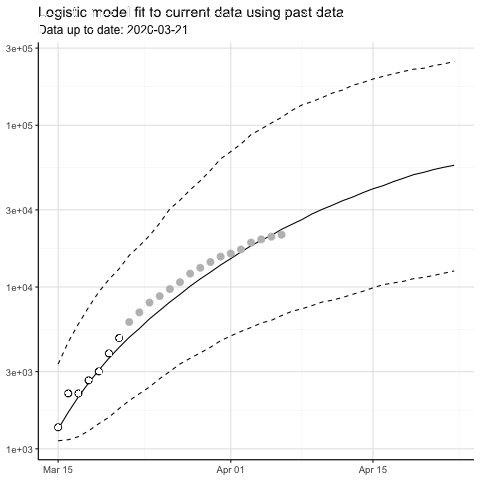 Logistic model fit to current data using past data
Data up to date: 2020-03-21
3e+05
1e+05
3e+04
1e+04
3e+03
1e+03
Mar 15
Apr 01
Apr 15